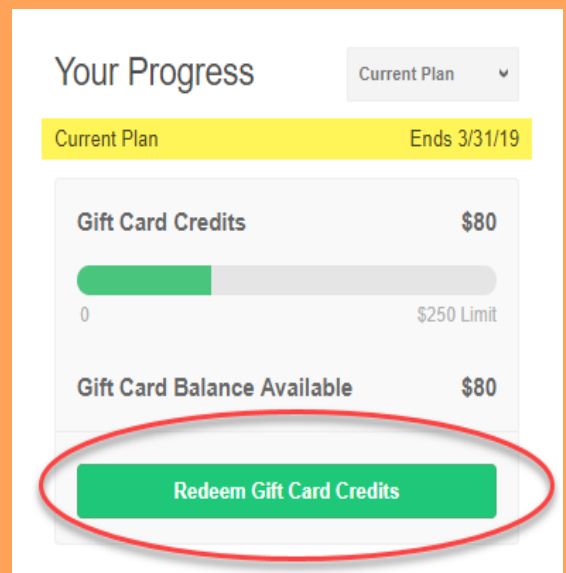 Your Progress
Current Plan
Current Plan Ends 3/31/19
Gift Card Credits $80
0 $250 Limit
Gift Card Balance Available $80
Redeem Gift Card Credits